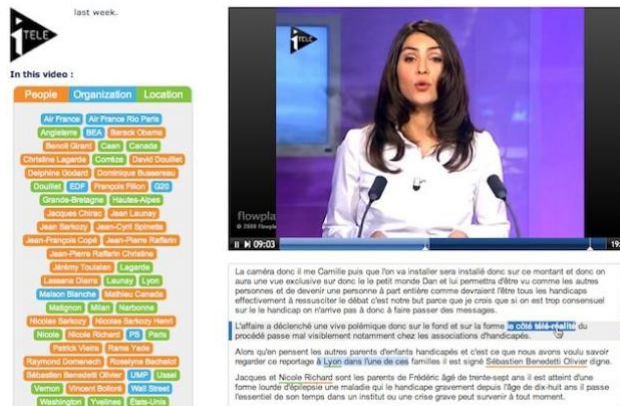 last week.
iTELE
In this video :
People Organization Location
Air France Air France Rio Paris
Angleterre BEA Barack Obama
Benoit Girard Caen Canada
Christine Lagarde Corrèze David Douillet
Delphine Godard Dominique Bussereau
Douillet EDF François Fillon G20
Grande-Bretagne Hautes-Alpes
Jacques Chirac Jean Launay
Jean Sarkozy Jean-Cyril Spinetta
Jean-François Copé Jean-Pierre Raffarin
Jean-Pierre Raffarin Christine
Jérémy Toulalan Lagarde
Lassana Diarra Launay Lyon
Maison Blanche Mathieu Canada
Matignon Milan Narbonne
Nicolas Sarkozy Nicolas Sarkozy Henri
Nicole Nicole Richard PS Paris
Patrick Vieira Rama Yade
Raymond Domenech Roselyne Bachelot
Sébastien Benedetti Olivier UMP Ussel
Vernon Vincent Bolloré Wall Street
Washington Yvelines États-Unis
iTELE
flowpla
© 2008 Flowpla
09:03
19:
La caméra donc il me Camille puis que l'on va installer sera installé donc sur ce montant et donc on
aura une vue exclusive sur donc le le petit monde Dan et lui permettra d'être vu comme les autres
personnes et de devenir une personne à part entière comme devraient l'être tous les handicapés
effectivement à ressusciter le débat c'est notre but parce que je crois que si on est trop consensuel
sur le le handicap on n'arrive pas à donc à faire passer des messages.
L'affaire a déclenché une vive polémique donc sur le fond et sur la forme le côté télé-réalité du
procédé passe mal visiblement notamment chez les associations d'handicapés.
Alors qu'en pensent les autres parents d'enfants handicapés et c'est ce que nous avons voulu savoir
regarder ce reportage à Lyon dans l'une de ces familles il est signé Sébastien Benedetti Olivier digne.
Jacques et Nicole Richard sont les parents de Frédéric âgé de trente-sept ans il est atteint d'une
forme lourde d'épilepsie une maladie qui le handicape gravement depuis l'âge de dix-huit ans il passe
l'essentiel de son temps dans un institut ou une crise grave peut survenir à tout moment.